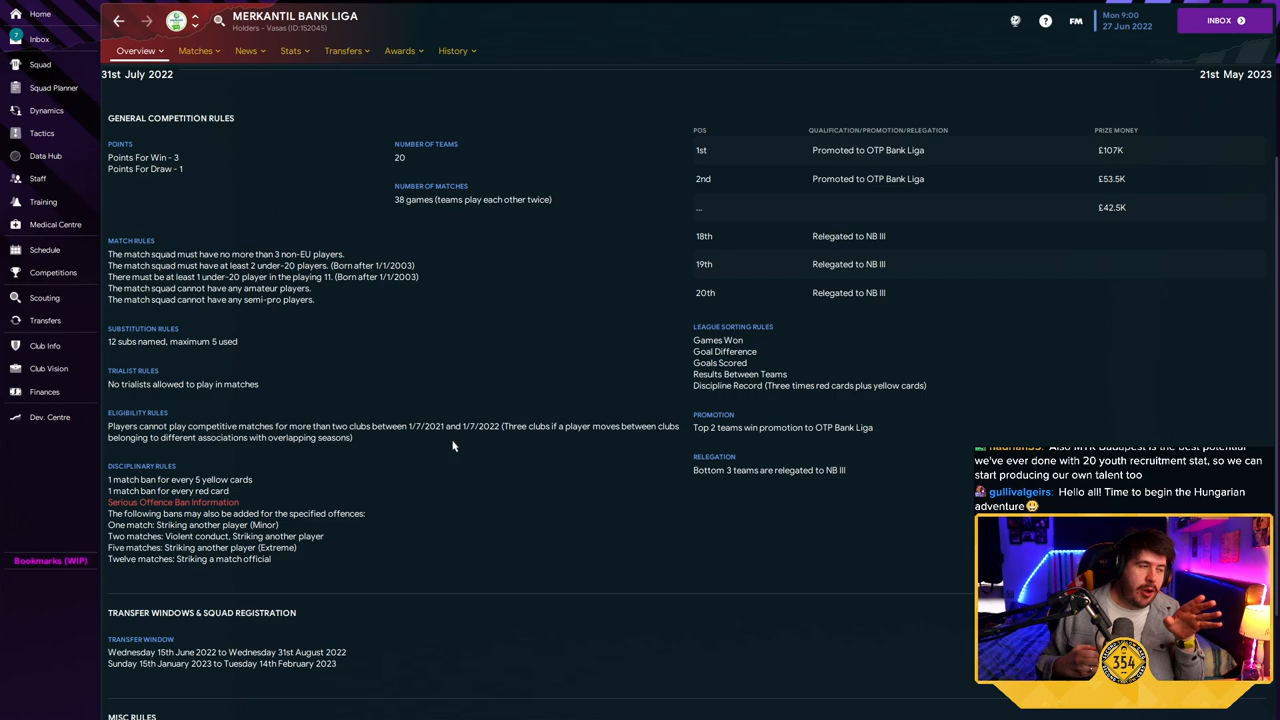 MERKANTIL BANK LIGA
Holders - Vasas (ID:152045)
FM
Mon 9:00
27 Jun 2022
INBOX
Home
7
Inbox
Squad
Squad Planner
Dynamics
Tactics
Data Hub
Staff
Training
Medical Centre
Schedule
Competitions
Scouting
Transfers
Club Info
Club Vision
Finances
Dev. Centre
Bookmarks (WIP)
Overview
Matches
News
Stats
Transfers
Awards
History
31st July 2022
21st May 2023
GENERAL COMPETITION RULES
POINTS
Points For Win - 3
Points For Draw - 1
NUMBER OF TEAMS
20
NUMBER OF MATCHES
38 games (teams play each other twice)
MATCH RULES
The match squad must have no more than 3 non-EU players.
The match squad must have at least 2 under-20 players. (Born after 1/1/2003)
There must be at least 1 under-20 player in the playing 11. (Born after 1/1/2003)
The match squad cannot have any amateur players.
The match squad cannot have any semi-pro players.
SUBSTITUTION RULES
12 subs named, maximum 5 used
TRIALIST RULES
No trialists allowed to play in matches
ELIGIBILITY RULES
Players cannot play competitive matches for more than two clubs between 1/7/2021 and 1/7/2022 (Three clubs if a player moves between clubs
belonging to different associations with overlapping seasons)
DISCIPLINARY RULES
1 match ban for every 5 yellow cards
1 match ban for every red card
Serious Offence Ban Information
The following bans may also be added for the specified offences:
One match: Striking another player (Minor)
Two matches: Violent conduct, Striking another player
Five matches: Striking another player (Extreme)
Twelve matches: Striking a match official
TRANSFER WINDOWS & SQUAD REGISTRATION
TRANSFER WINDOW
Wednesday 15th June 2022 to Wednesday 31st August 2022
Sunday 15th January 2023 to Tuesday 14th February 2023
MISC RULES
POS QUALIFICATION/PROMOTION/RELEGATION PRIZE MONEY
1st Promoted to OTP Bank Liga £107K
2nd Promoted to OTP Bank Liga £53.5K
... £42.5K
18th Relegated to NB III
19th Relegated to NB III
20th Relegated to NB III
LEAGUE SORTING RULES
Games Won
Goal Difference
Goals Scored
Results Between Teams
Discipline Record (Three times red cards plus yellow cards)
PROMOTION
Top 2 teams win promotion to OTP Bank Liga
RELEGATION
Bottom 3 teams are relegated to NB III
Also MTK Budapest is the best potential
we've ever done with 20 youth recruitment stat, so we can
start producing our own talent too
gullivalgeirs: Hello all! Time to begin the Hungarian
adventure
354